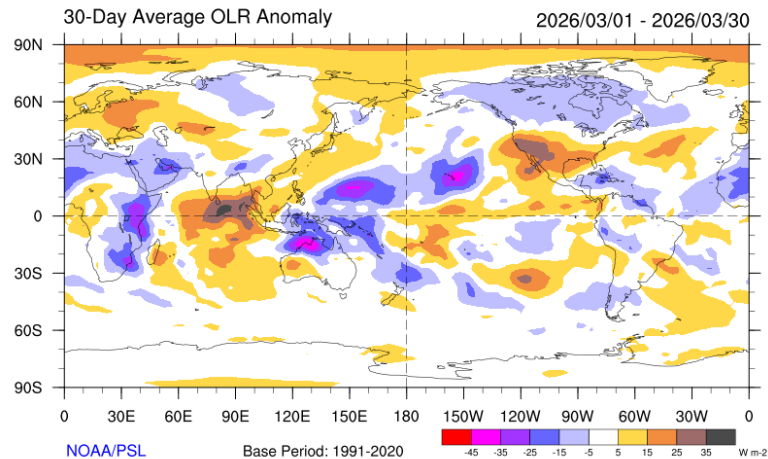 30-Day Average OLR Anomaly 2026/03/01 - 2026/03/30
90N
60N
30N
0
30S
60S
90S
0 30E 60E 90E 120E 150E 180 150W 120W 90W 60W 30W 0
NOAA/PSL Base Period: 1991-2020
-45 -35 -25 -15 -5 5 15 25 35 W m-2